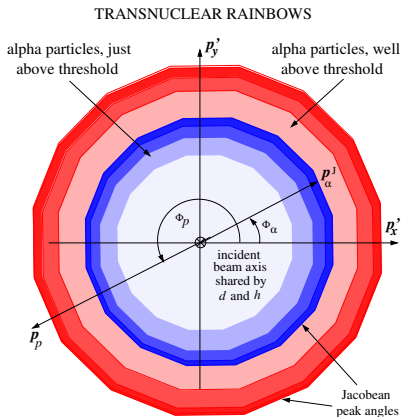 TRANSNUCLEAR RAINBOWS
alpha particles, just
above threshold
p'y
alpha particles, well
above threshold
pαJ
Φp
Φα
p'x
incident
beam axis
shared by
d and h
pp
Jacobean
peak angles